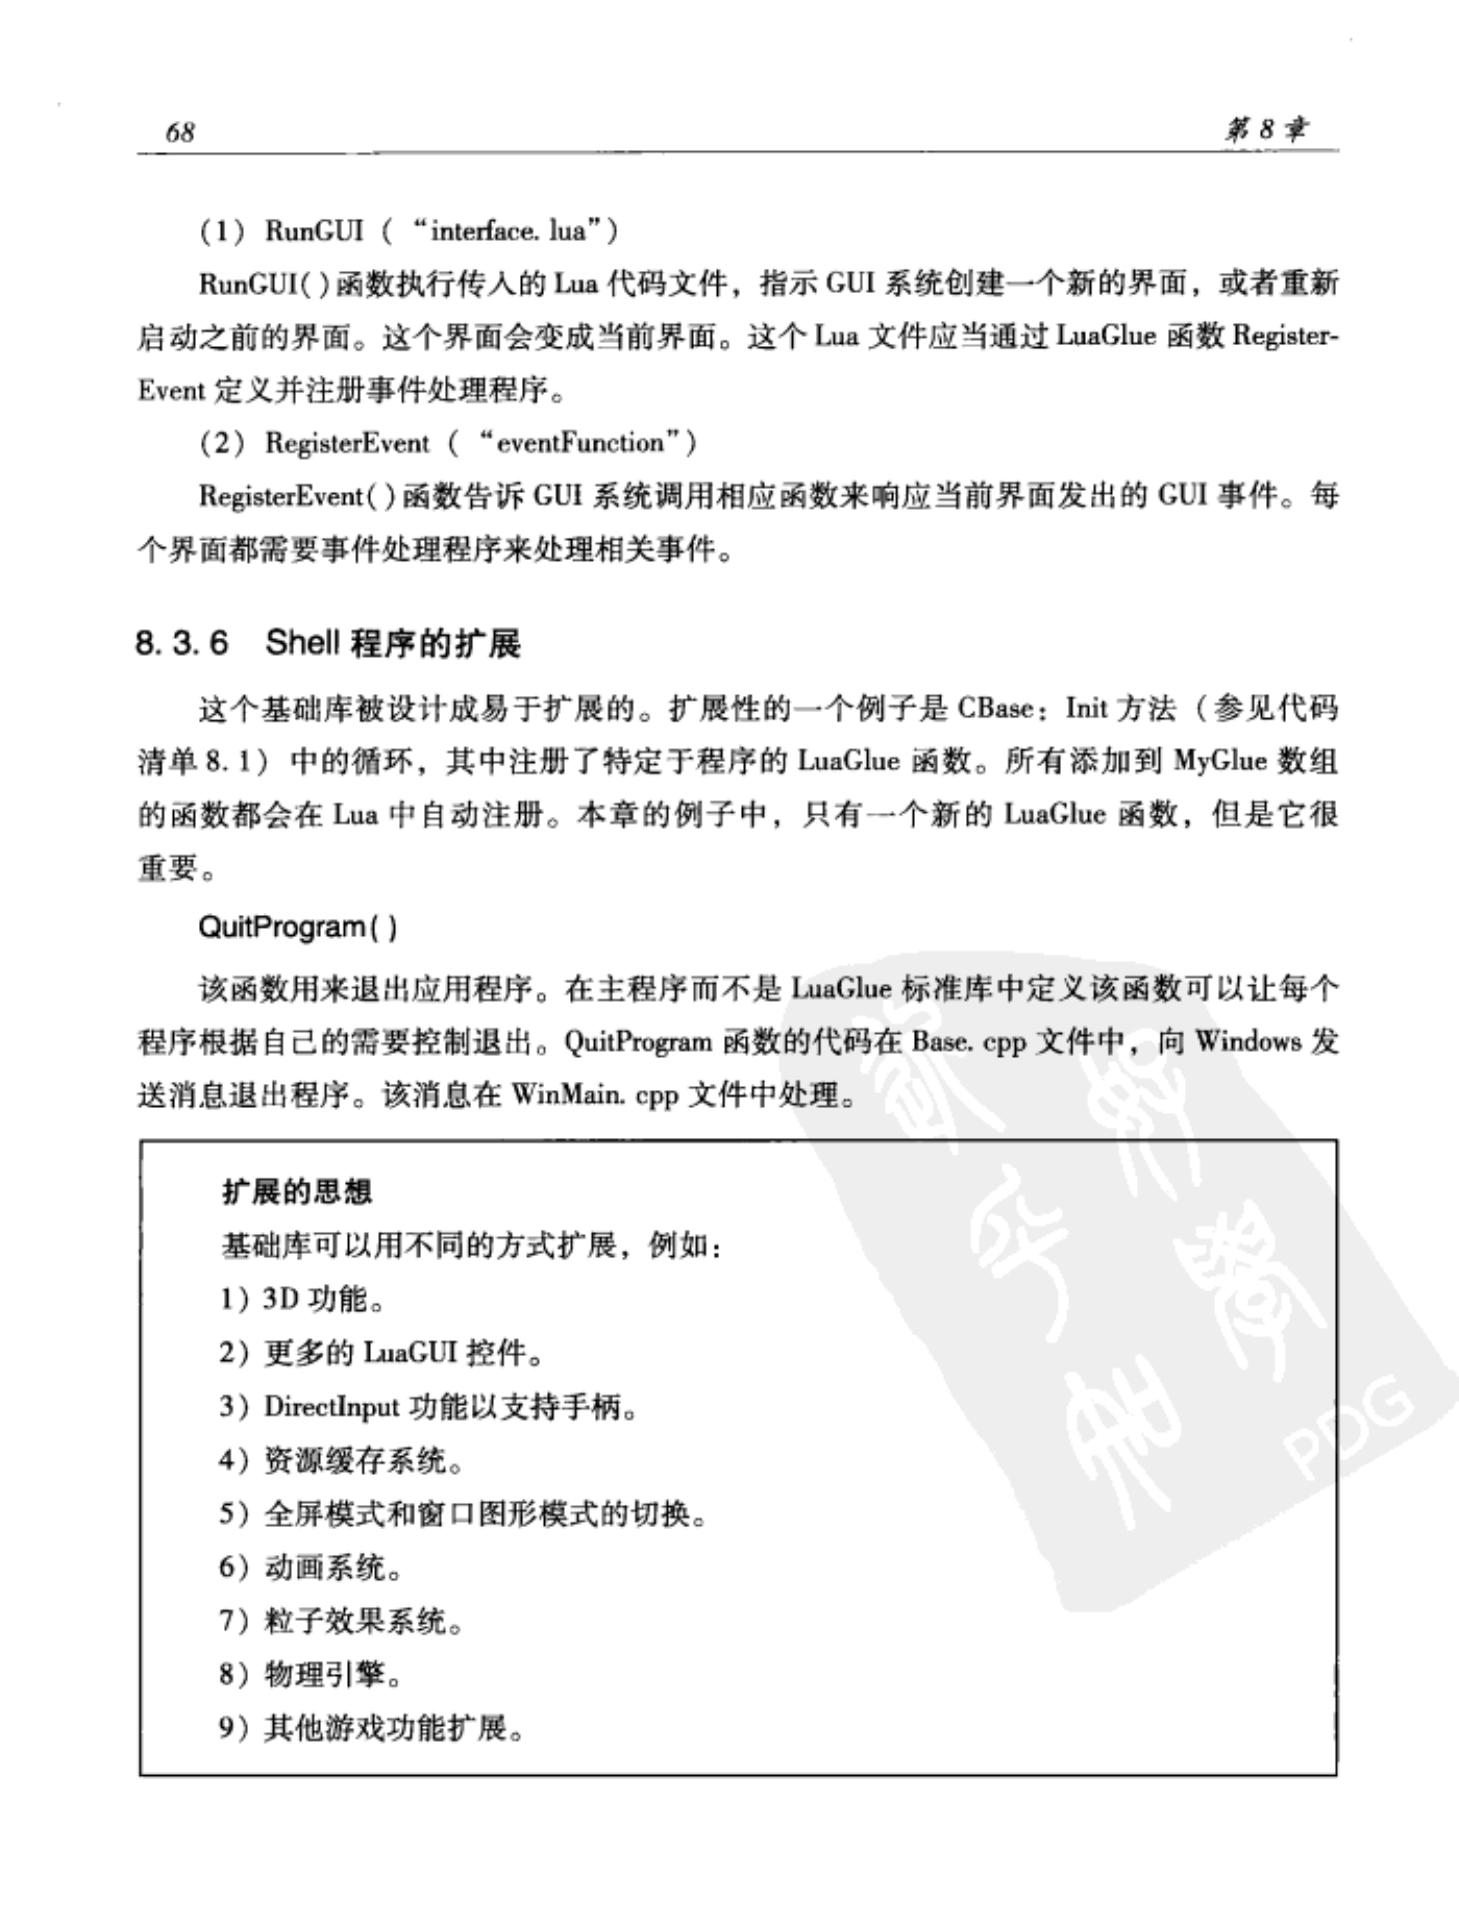 68
第8章
(1) RunGUI ( “interface. lua”)
RunGUI( )函数执行传入的 Lua 代码文件，指示 GUI 系统创建一个新的界面，或者重新
启动之前的界面。这个界面会变成当前界面。这个 Lua 文件应当通过 LuaGlue 函数 Register-
Event 定义并注册事件处理程序。
(2) RegisterEvent ( “eventFunction”)
RegisterEvent( )函数告诉 GUI 系统调用相应函数来响应当前界面发出的 GUI 事件。每
个界面都需要事件处理程序来处理相关事件。
8. 3. 6 Shell 程序的扩展
这个基础库被设计成易于扩展的。扩展性的一个例子是 CBase：Init 方法（参见代码
清单 8. 1）中的循环，其中注册了特定于程序的 LuaGlue 函数。所有添加到 MyGlue 数组
的函数都会在 Lua 中自动注册。本章的例子中，只有一个新的 LuaGlue 函数，但是它很
重要。
QuitProgram( )
该函数用来退出应用程序。在主程序而不是 LuaGlue 标准库中定义该函数可以让每个
程序根据自己的需要控制退出。QuitProgram 函数的代码在 Base. cpp 文件中，向 Windows 发
送消息退出程序。该消息在 WinMain. cpp 文件中处理。
扩展的思想
基础库可以用不同的方式扩展，例如：
1）3D 功能。
2）更多的 LuaGUI 控件。
3）DirectInput 功能以支持手柄。
4）资源缓存系统。
5）全屏模式和窗口图形模式的切换。
6）动画系统。
7）粒子效果系统。
8）物理引擎。
9）其他游戏功能扩展。
PDG